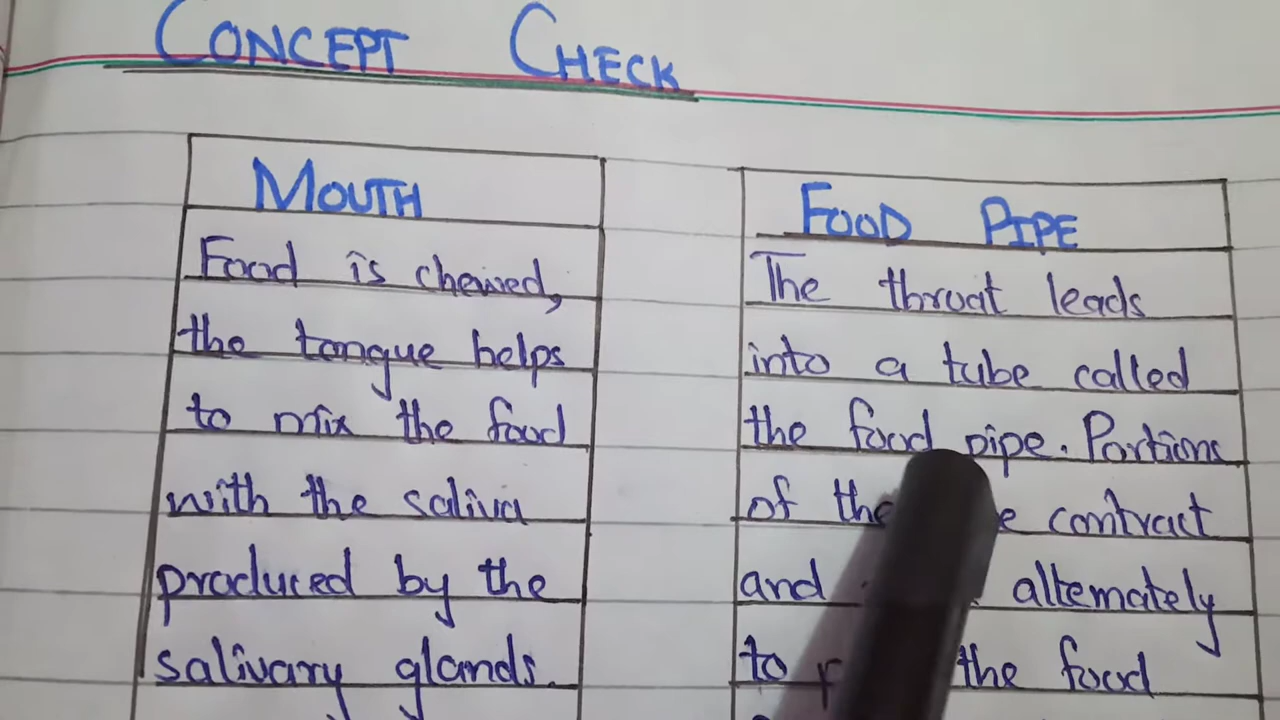 CONCEPT CHECK
MOUTH
Food is chewed,
the tongue helps
to mix the food
with the saliva
produced by the
salivary glands.
FOOD PIPE
The throat leads
into a tube called
the food pipe. Portions
of the contract
and alternately
to the food